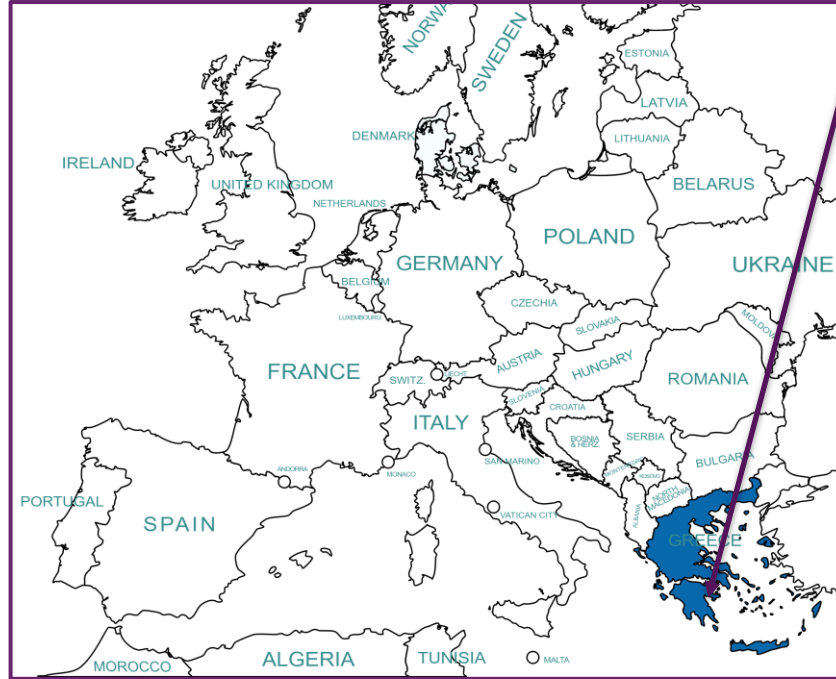 NORWA
SWEDEN
ESTONIA
LATVIA
LITHUANIA
DENMARK
IRELAND
UNITED KINGDOM
BELARUS
NETHERLANDS
POLAND
GERMANY
UKRAINE
BELGIUM
CZECHIA
LUXEMBOURG
SLOVAKIA
MOLDOVA
AUSTRIA
HUNGARY
FRANCE
SWITZ.
LIECHT.
ROMANIA
SLOVENIA
CROATIA
ITALY
BOSNIA
& HERZ.
SERBIA
SAN MARINO
BULGARIA
MONTENEGRO
KOSOVO
ANDORRA
MONACO
NORTH
MACEDONIA
PORTUGAL
SPAIN
VATICAN CITY
ALBANIA
GREECE
MOROCCO
ALGERIA
TUNISIA
MALTA